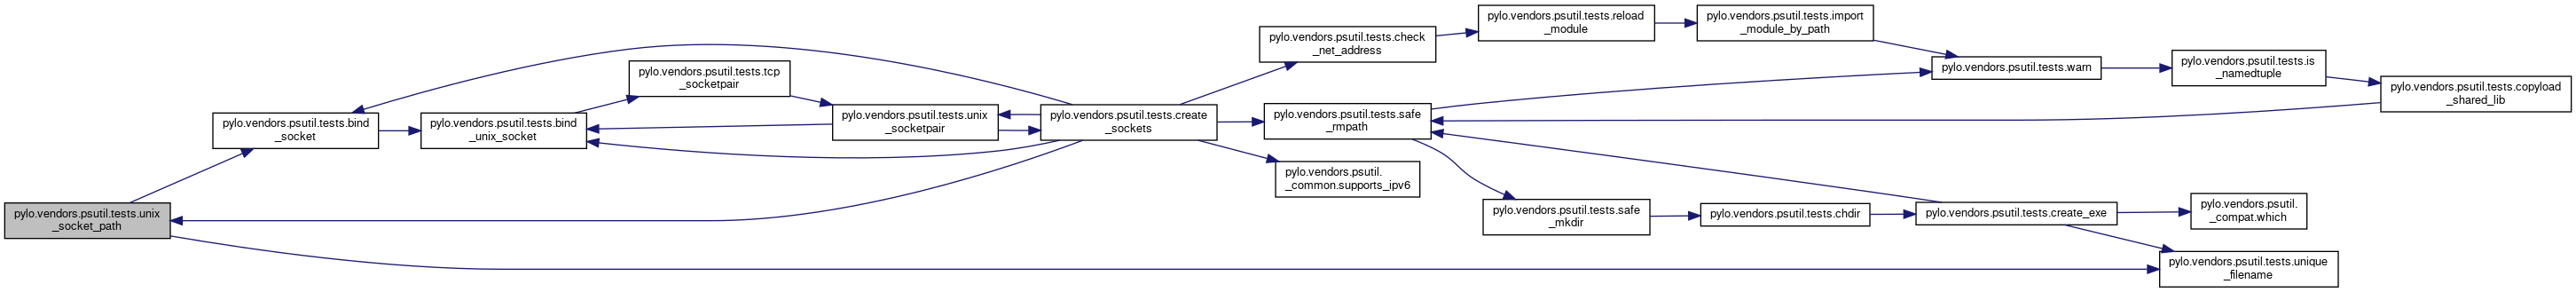 pylo.vendors.psutil.tests.unix
_socket_path
pylo.vendors.psutil.tests.bind
_socket
pylo.vendors.psutil.tests.bind
_unix_socket
pylo.vendors.psutil.tests.tcp
_socketpair
pylo.vendors.psutil.tests.unix
_socketpair
pylo.vendors.psutil.tests.create
_sockets
pylo.vendors.psutil.tests.check
_net_address
pylo.vendors.psutil.tests.safe
_rmpath
pylo.vendors.psutil.
_common.supports_ipv6
pylo.vendors.psutil.tests.reload
_module
pylo.vendors.psutil.tests.import
_module_by_path
pylo.vendors.psutil.tests.warn
pylo.vendors.psutil.tests.is
_namedtuple
pylo.vendors.psutil.tests.copyload
_shared_lib
pylo.vendors.psutil.tests.safe
_mkdir
pylo.vendors.psutil.tests.chdir
pylo.vendors.psutil.tests.create_exe
pylo.vendors.psutil.
_compat.which
pylo.vendors.psutil.tests.unique
_filename